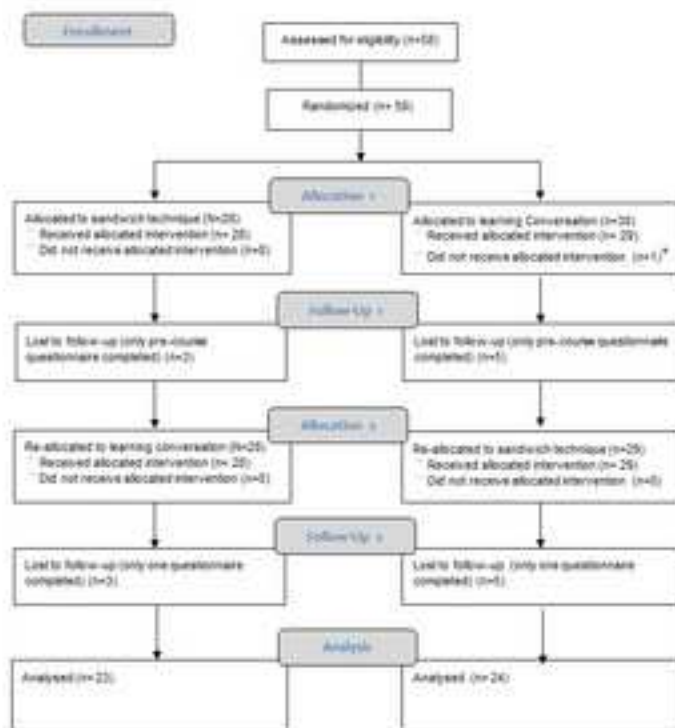 Enrollment
Assessed for eligibility (n=58)
Randomized (n= 58)
Allocation 1
Allocated to sandwich technique (N=28)
Received allocated intervention (n= 28)
Did not receive allocated intervention (n=0)
Allocated to learning Conversation (n=30)
Received allocated intervention (n= 29)
Did not receive allocated intervention (n=1)*
Follow Up 1
Lost to follow-up (only pre-course
questionnaire completed)
Lost to follow-up (only pre-course questionnaire
completed) (n=5)
Allocation 2
Re-allocated to learning conversation (N=28)
Received allocated intervention (n= 28)
Did not receive allocated intervention (n=0)
Re-allocated to sandwich technique (n=29)
Received allocated intervention (n= 29)
Did not receive allocated intervention (n=0)
Follow Up 2
Lost to follow-up (only one questionnaire
completed)
Lost to follow-up (only one questionnaire
completed) (n=5)
Analysis
Analysed (n= 23)
Analysed (n= 24)